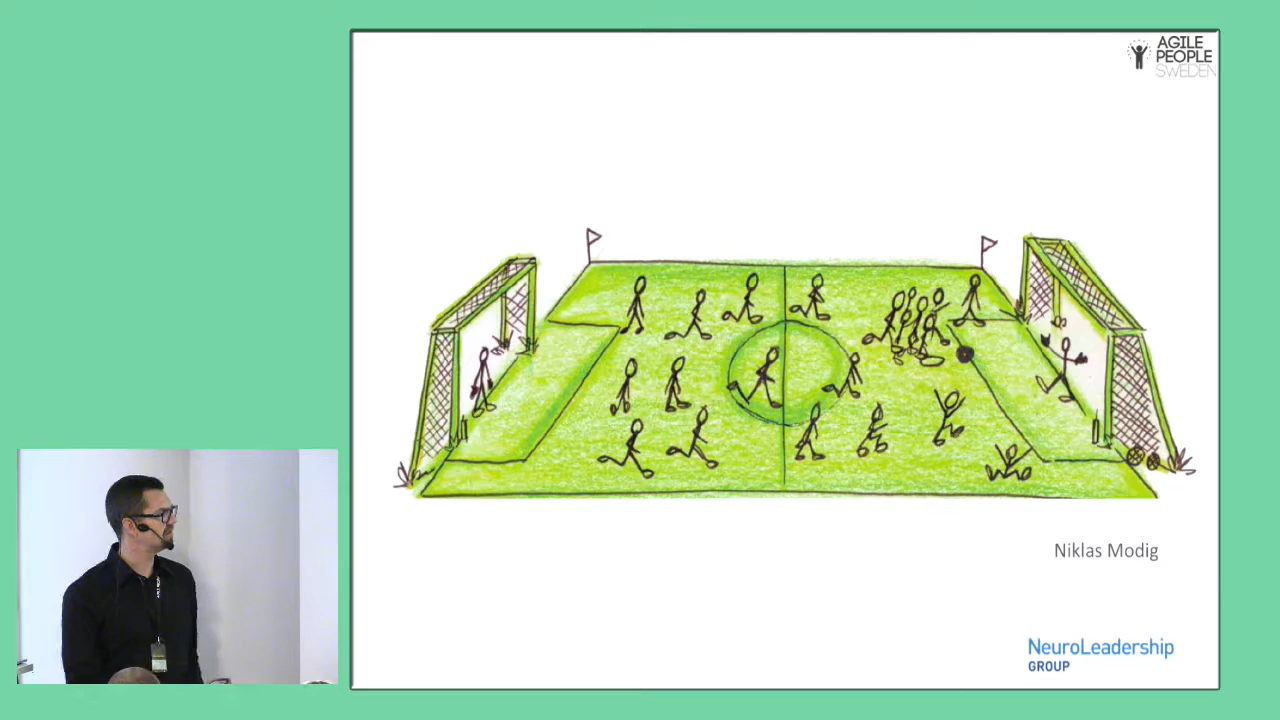 AGILE
PEOPLE
SWEDEN
Niklas Modig
NeuroLeadership
GROUP